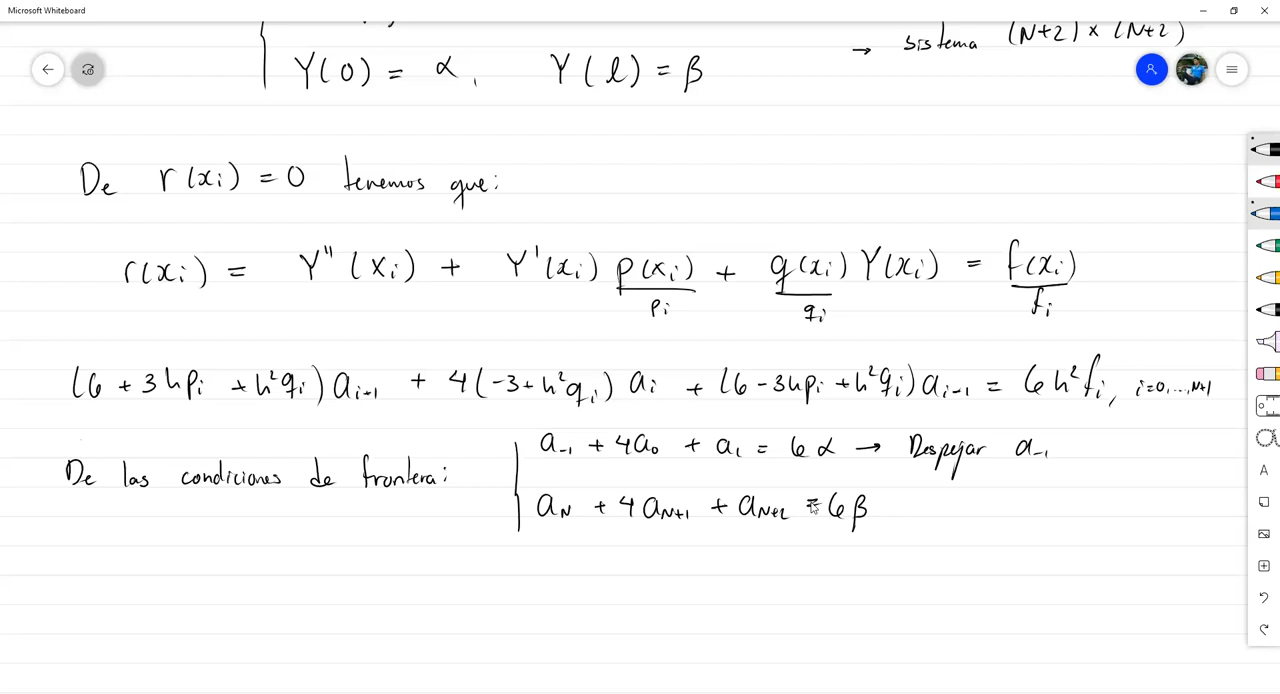 Microsoft Whiteboard
→ sistema (N+2) × (N+2)
Y(0) = α, Y(l) = β
De r(xi) = 0 tenemos que:
r(xi) = Y''(xi) + Y'(xi) p(xi) + q(xi) Y(xi) = f(xi)
pi qi fi
(6 + 3hpi + h²qi) ai+1 + 4(-3 + h²qi) ai + (6 - 3hpi + h²qi) ai-1 = 6h²fi, i=0,...,N+1
De las condiciones de frontera:
a-1 + 4a0 + a1 = 6α → Despejar a-1
aN + 4aN+1 + aN+2 = 6β
A